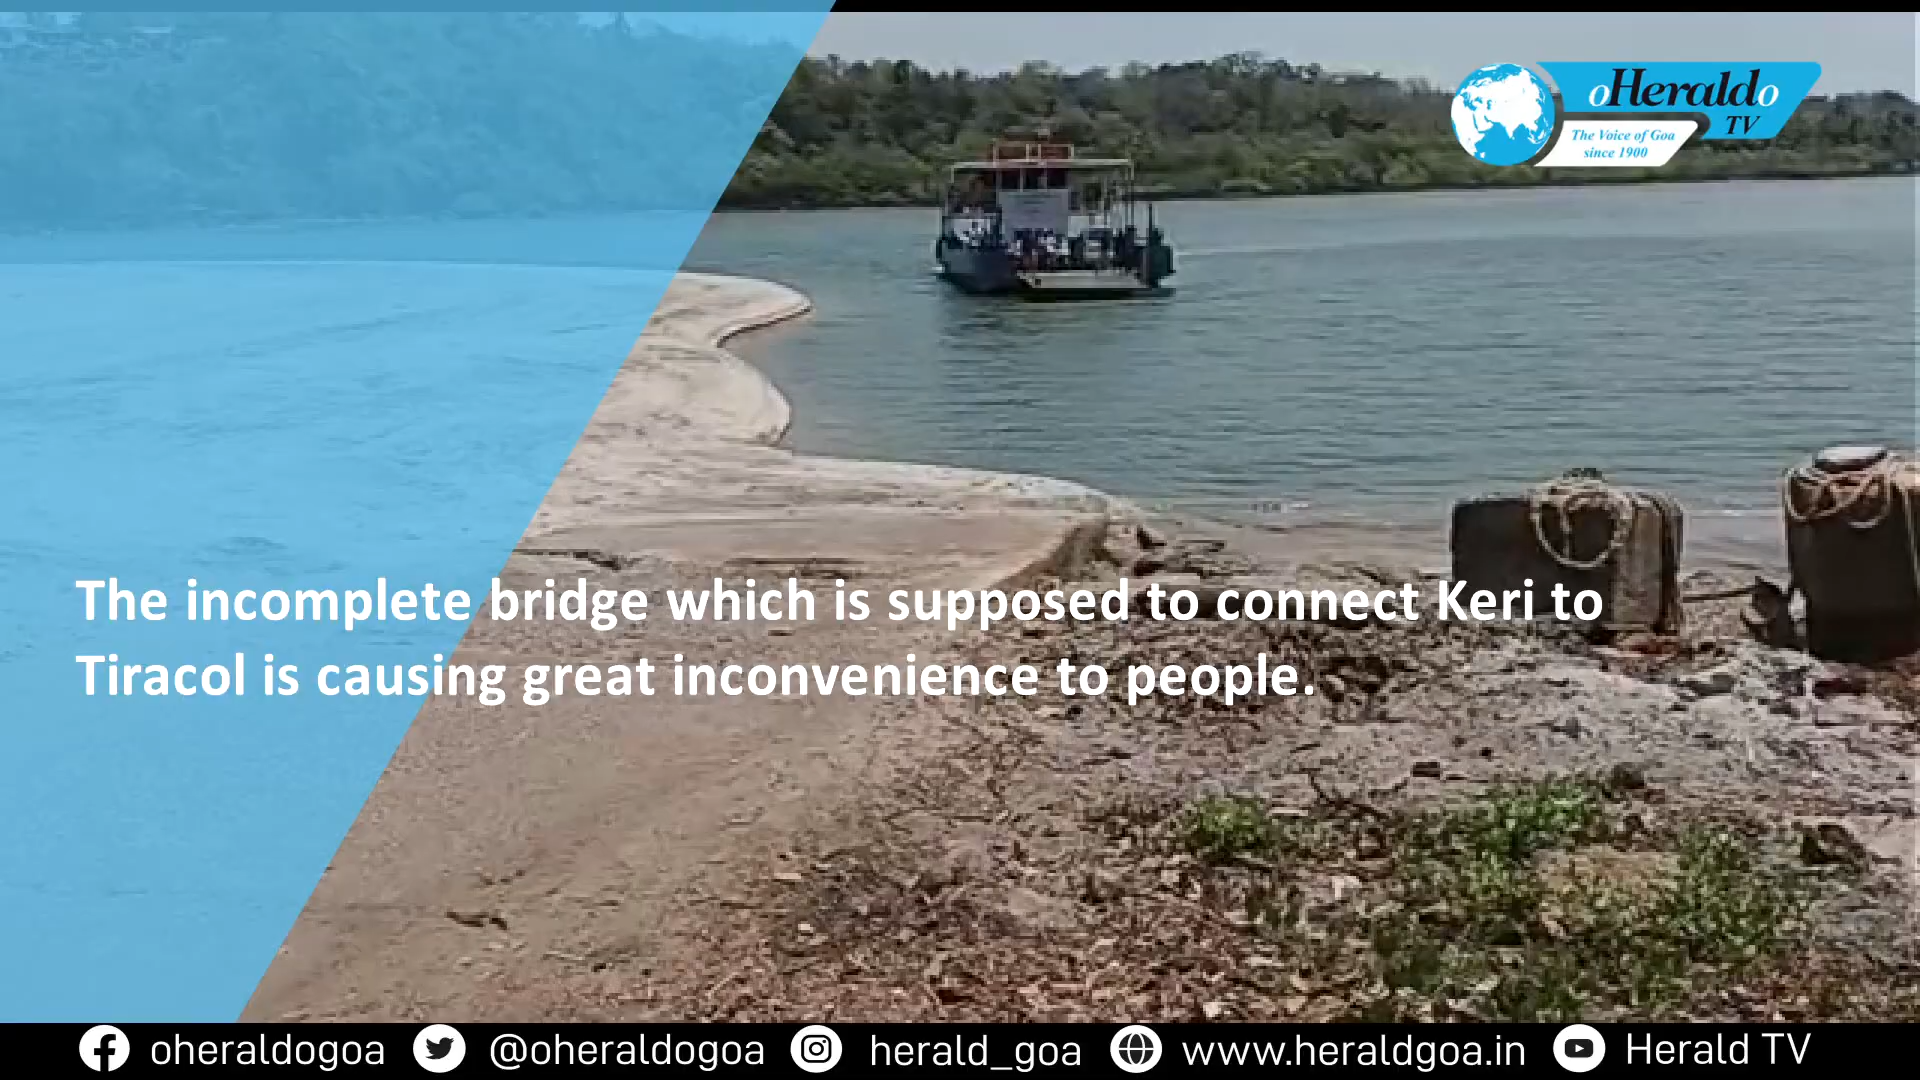 oHeraldo
TV
The Voice of Goa
since 1900
The incomplete bridge which is supposed to connect Keri to
Tiracol is causing great inconvenience to people.
oheraldogoa @oheraldogoa herald_goa www.heraldgoa.in Herald TV